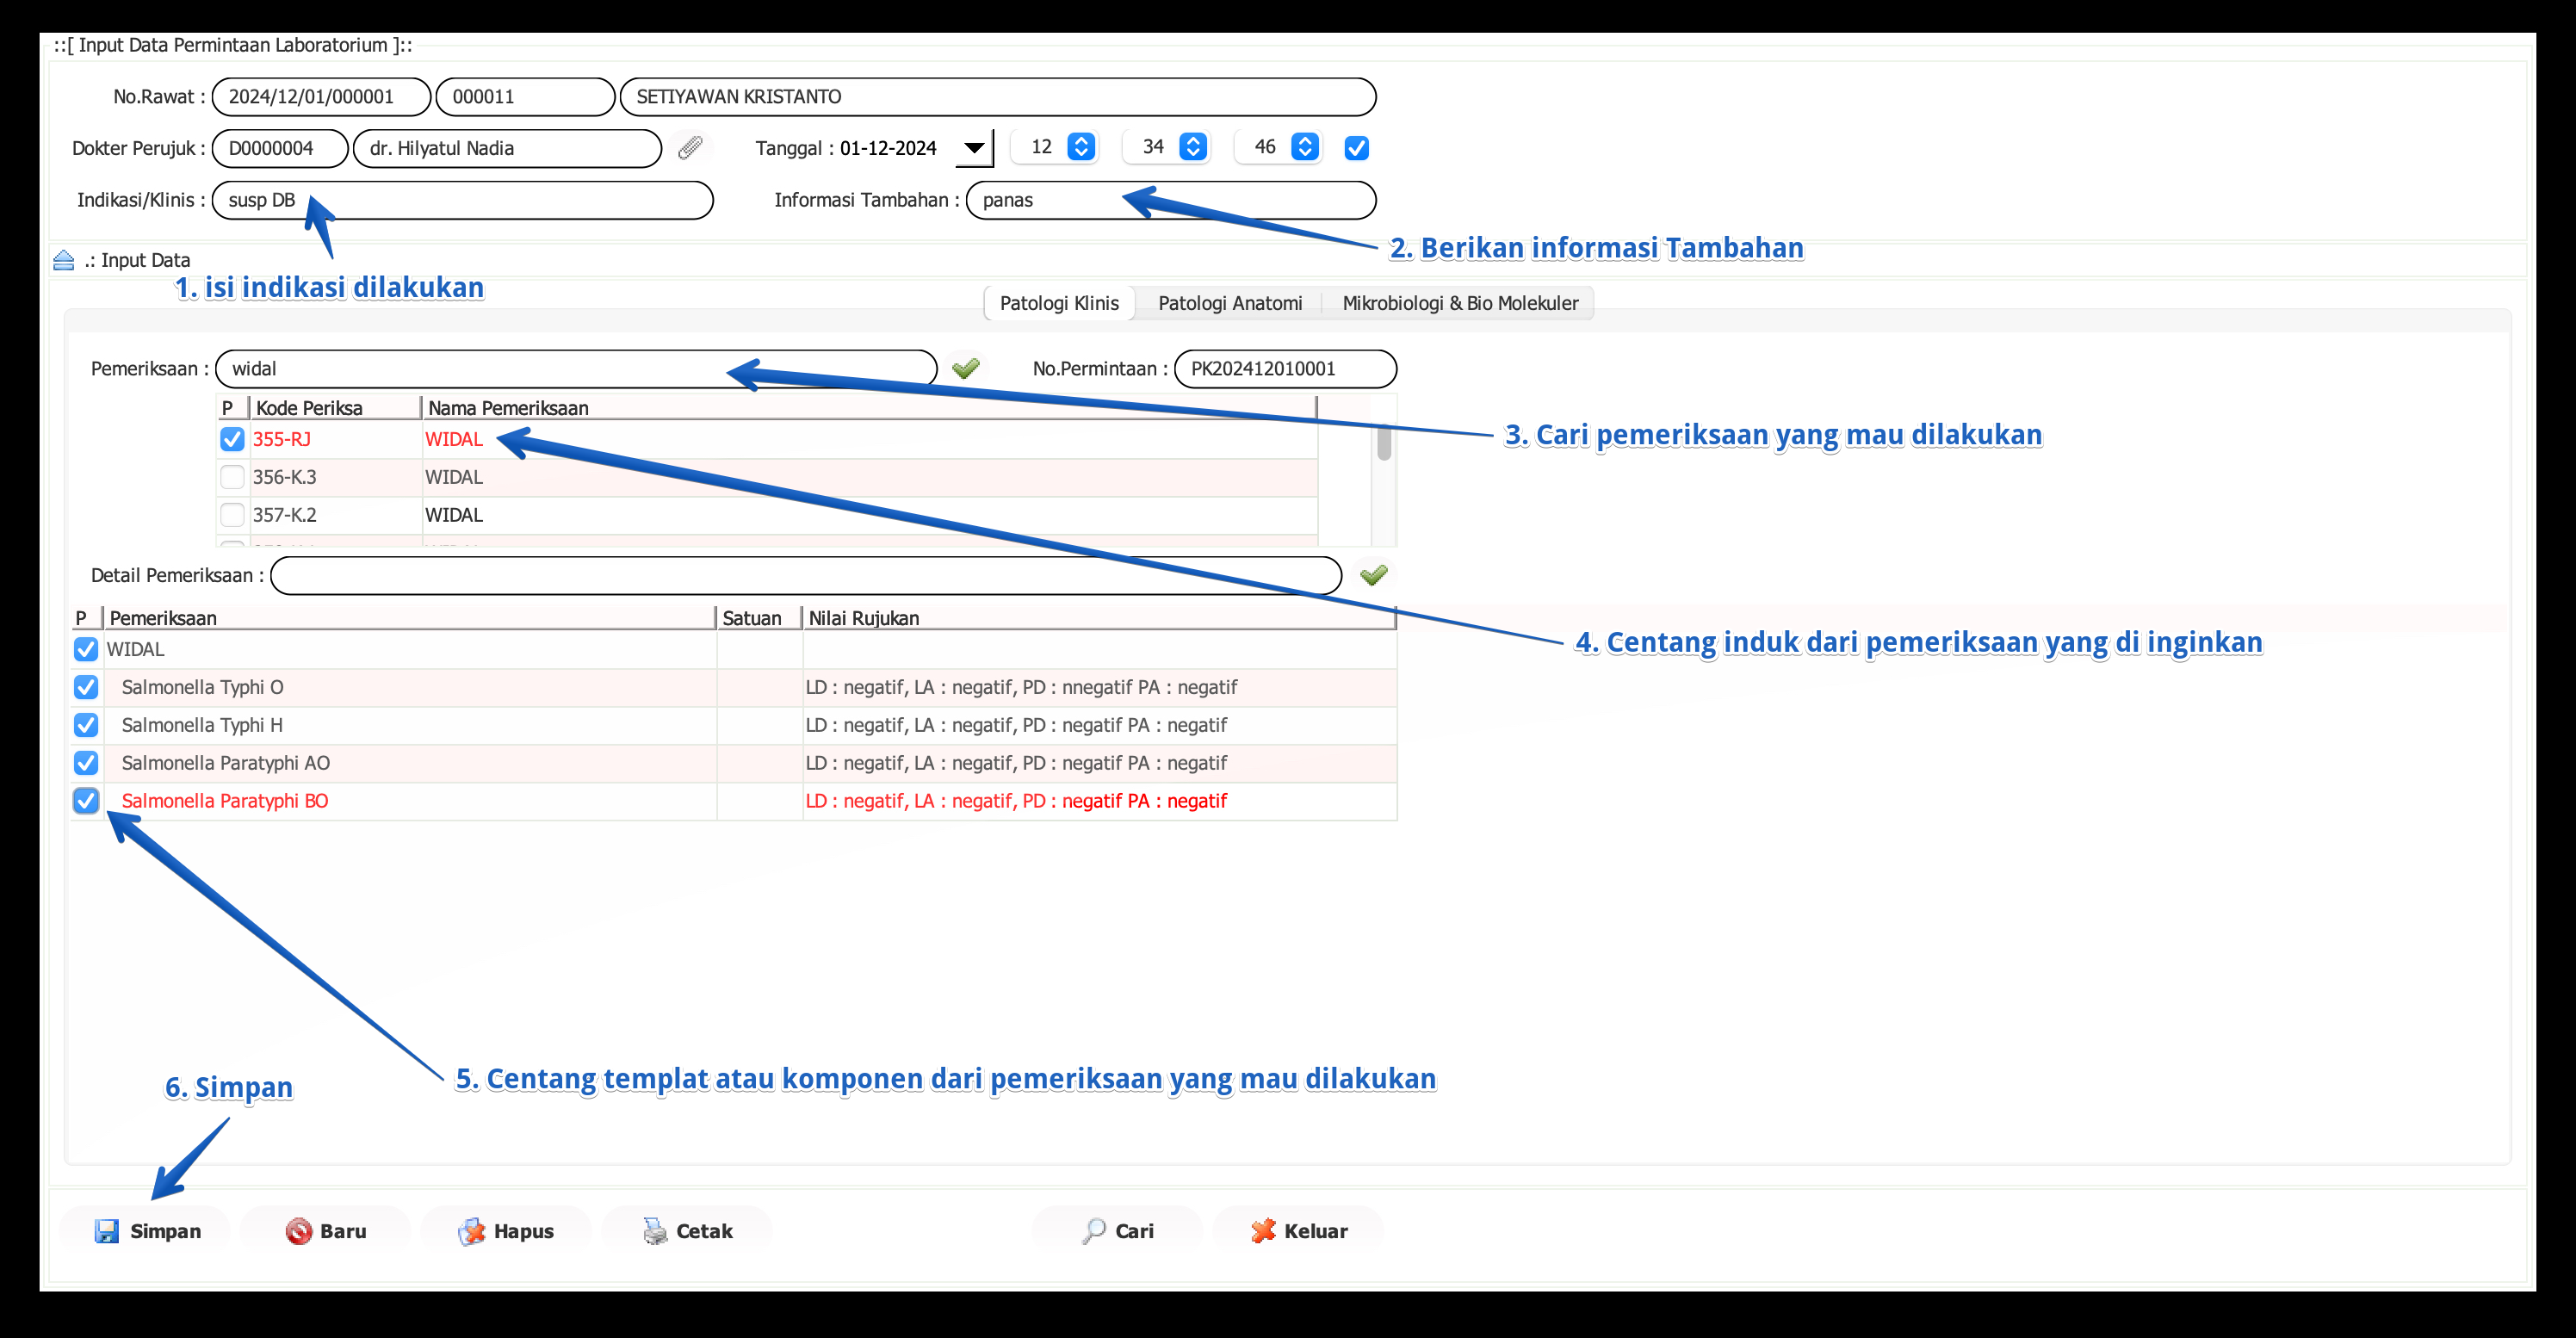 ::[ Input Data Permintaan Laboratorium ]::
No.Rawat : 2024/12/01/000001 000011 SETIYAWAN KRISTANTO
Dokter Perujuk : D0000004 dr. Hilyatul Nadia Tanggal : 01-12-2024 12 34 46
Indikasi/Klinis : susp DB Informasi Tambahan : panas
2. Berikan informasi Tambahan
.: Input Data
1. isi indikasi dilakukan
Patologi Klinis Patologi Anatomi Mikrobiologi & Bio Molekuler
Pemeriksaan : widal No.Permintaan : PK202412010001
P Kode Periksa Nama Pemeriksaan
355-RJ WIDAL
3. Cari pemeriksaan yang mau dilakukan
356-K.3 WIDAL
357-K.2 WIDAL
Detail Pemeriksaan :
P Pemeriksaan Satuan Nilai Rujukan
4. Centang induk dari pemeriksaan yang di inginkan
WIDAL
Salmonella Typhi O LD : negatif, LA : negatif, PD : nnegatif PA : negatif
Salmonella Typhi H LD : negatif, LA : negatif, PD : negatif PA : negatif
Salmonella Paratyphi AO LD : negatif, LA : negatif, PD : negatif PA : negatif
Salmonella Paratyphi BO LD : negatif, LA : negatif, PD : negatif PA : negatif
5. Centang templat atau komponen dari pemeriksaan yang mau dilakukan
6. Simpan
Simpan Baru Hapus Cetak Cari Keluar